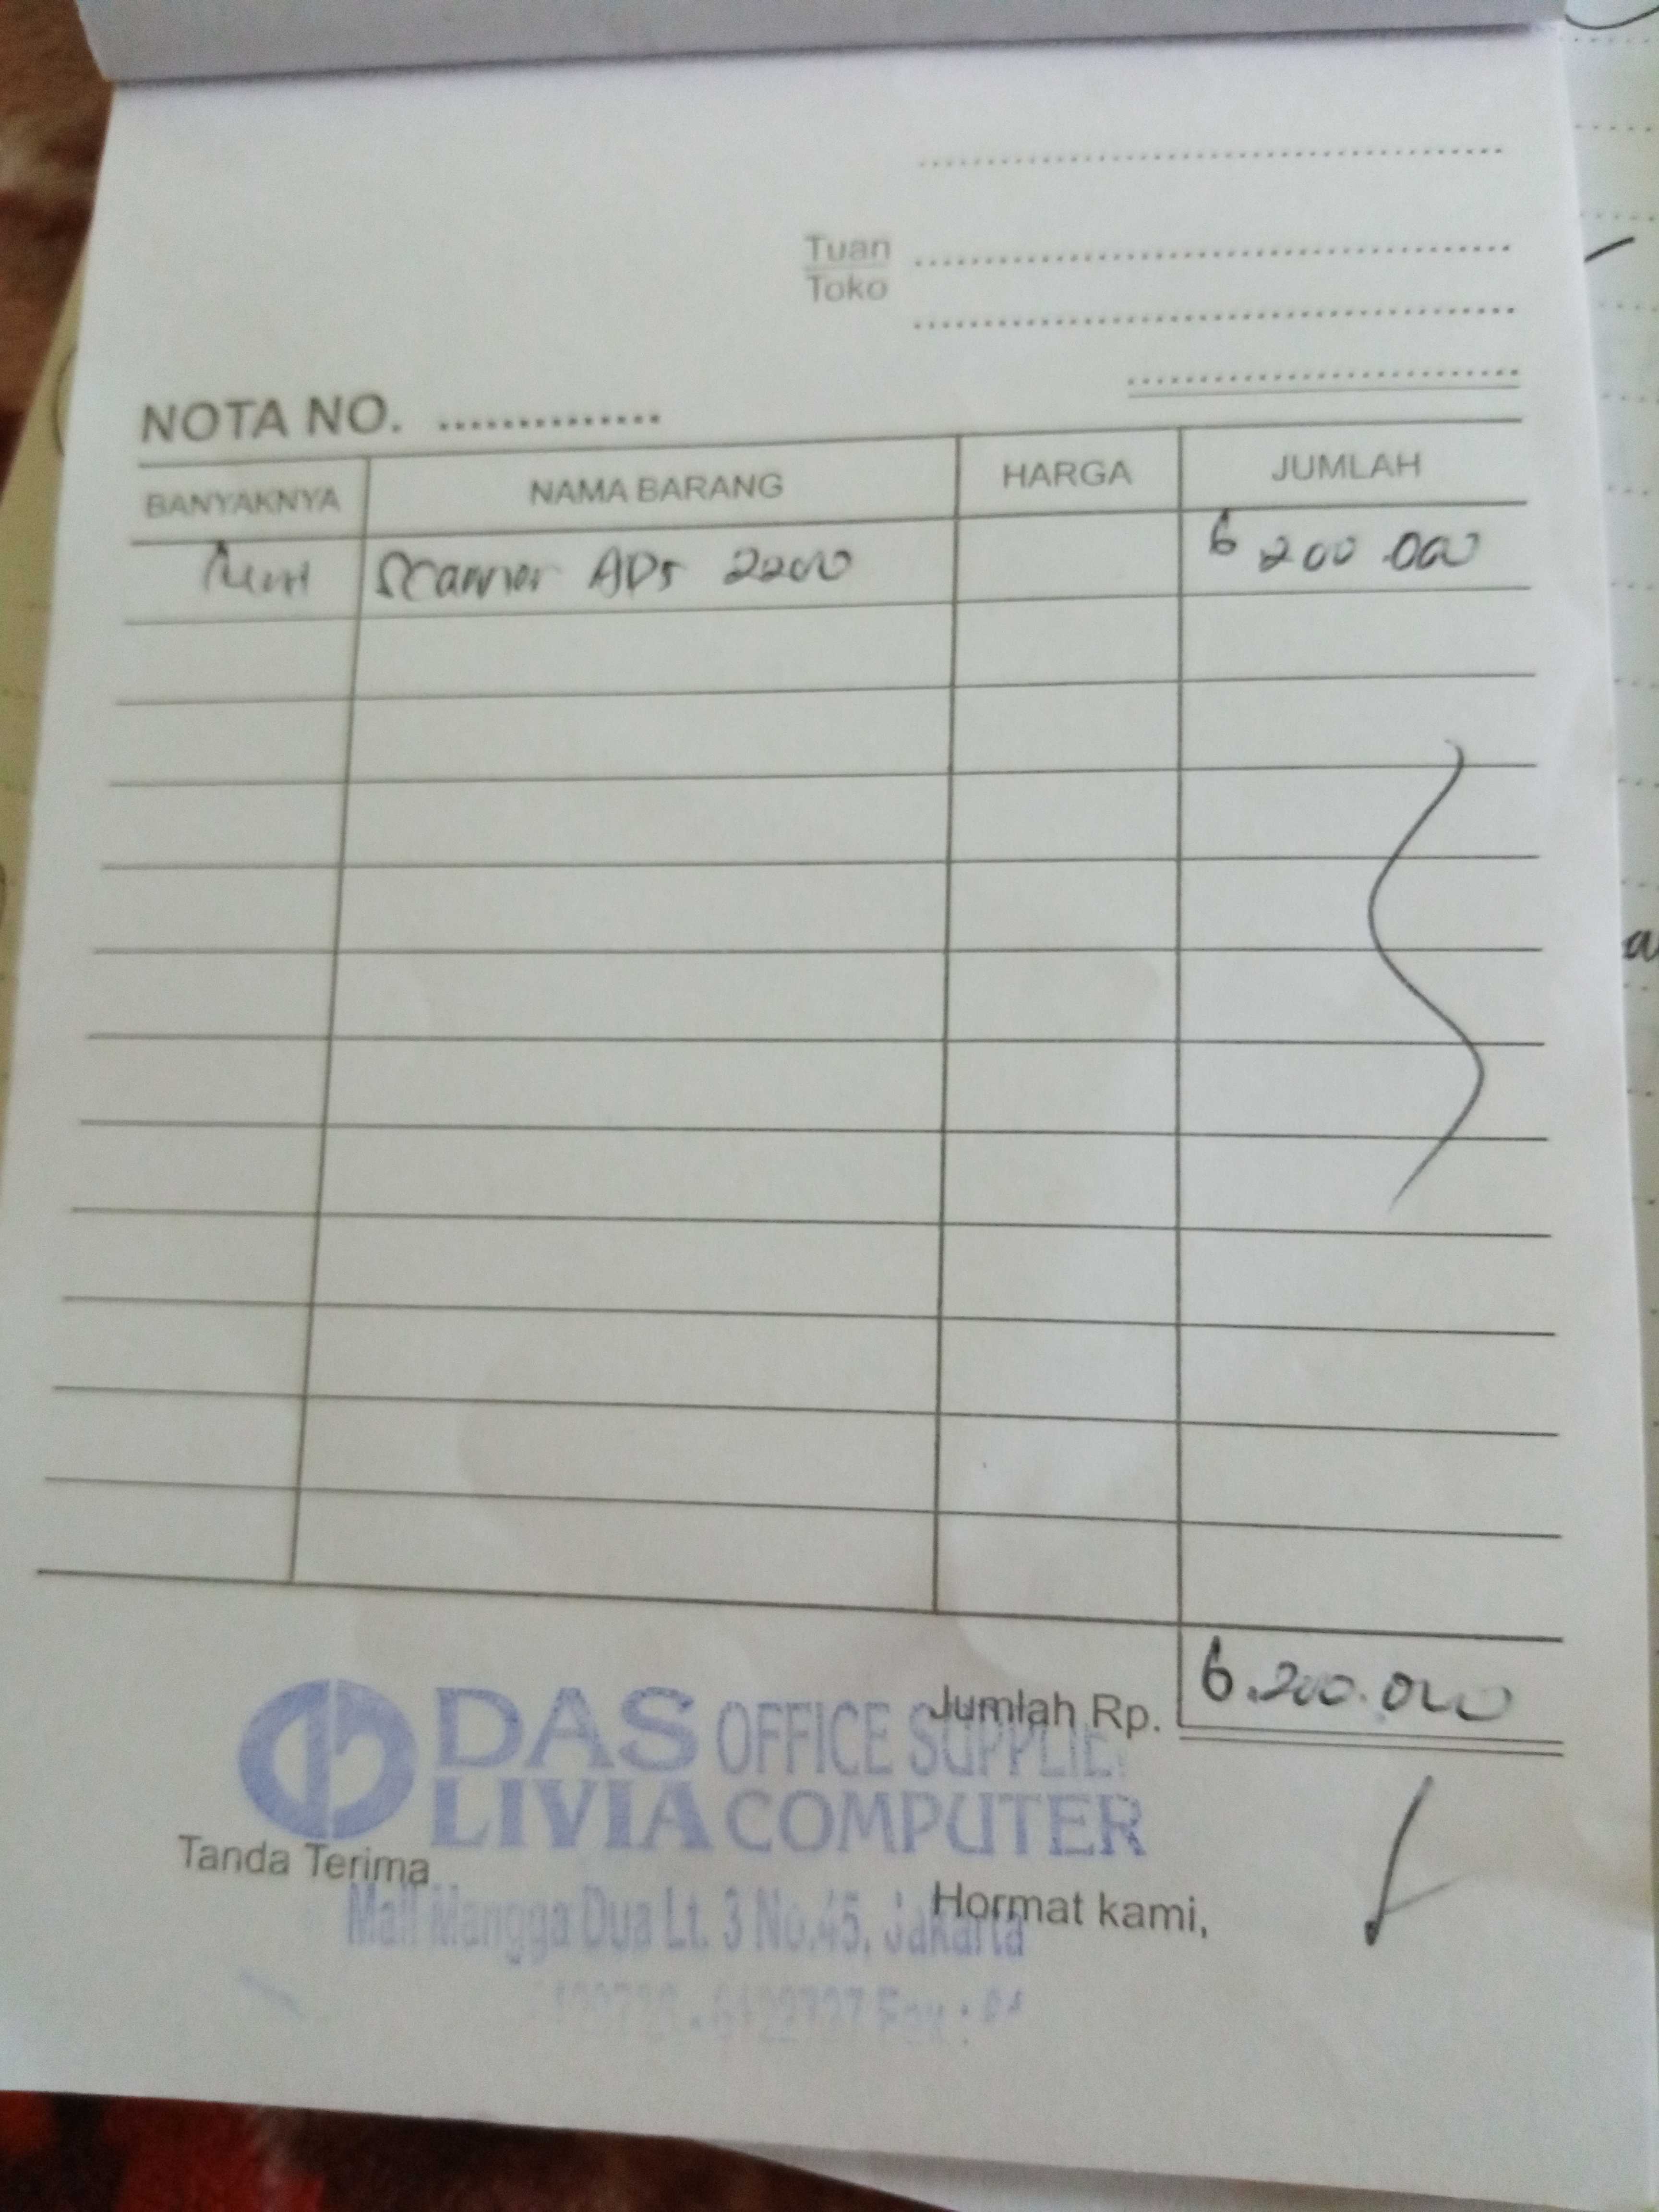 Tuan
Toko
NOTA NO. ..............
BANYAKNYA NAMA BARANG HARGA JUMLAH
Scanner ADS 2200 6.200.000
Jumlah Rp. 6.200.000
DAS OFFICE SUPPLIE
LIVIA COMPUTER
Tanda Terima
Hormat kami,
Mall Mangga Dua Lt. 3 No.45. Jakarta
Fax :